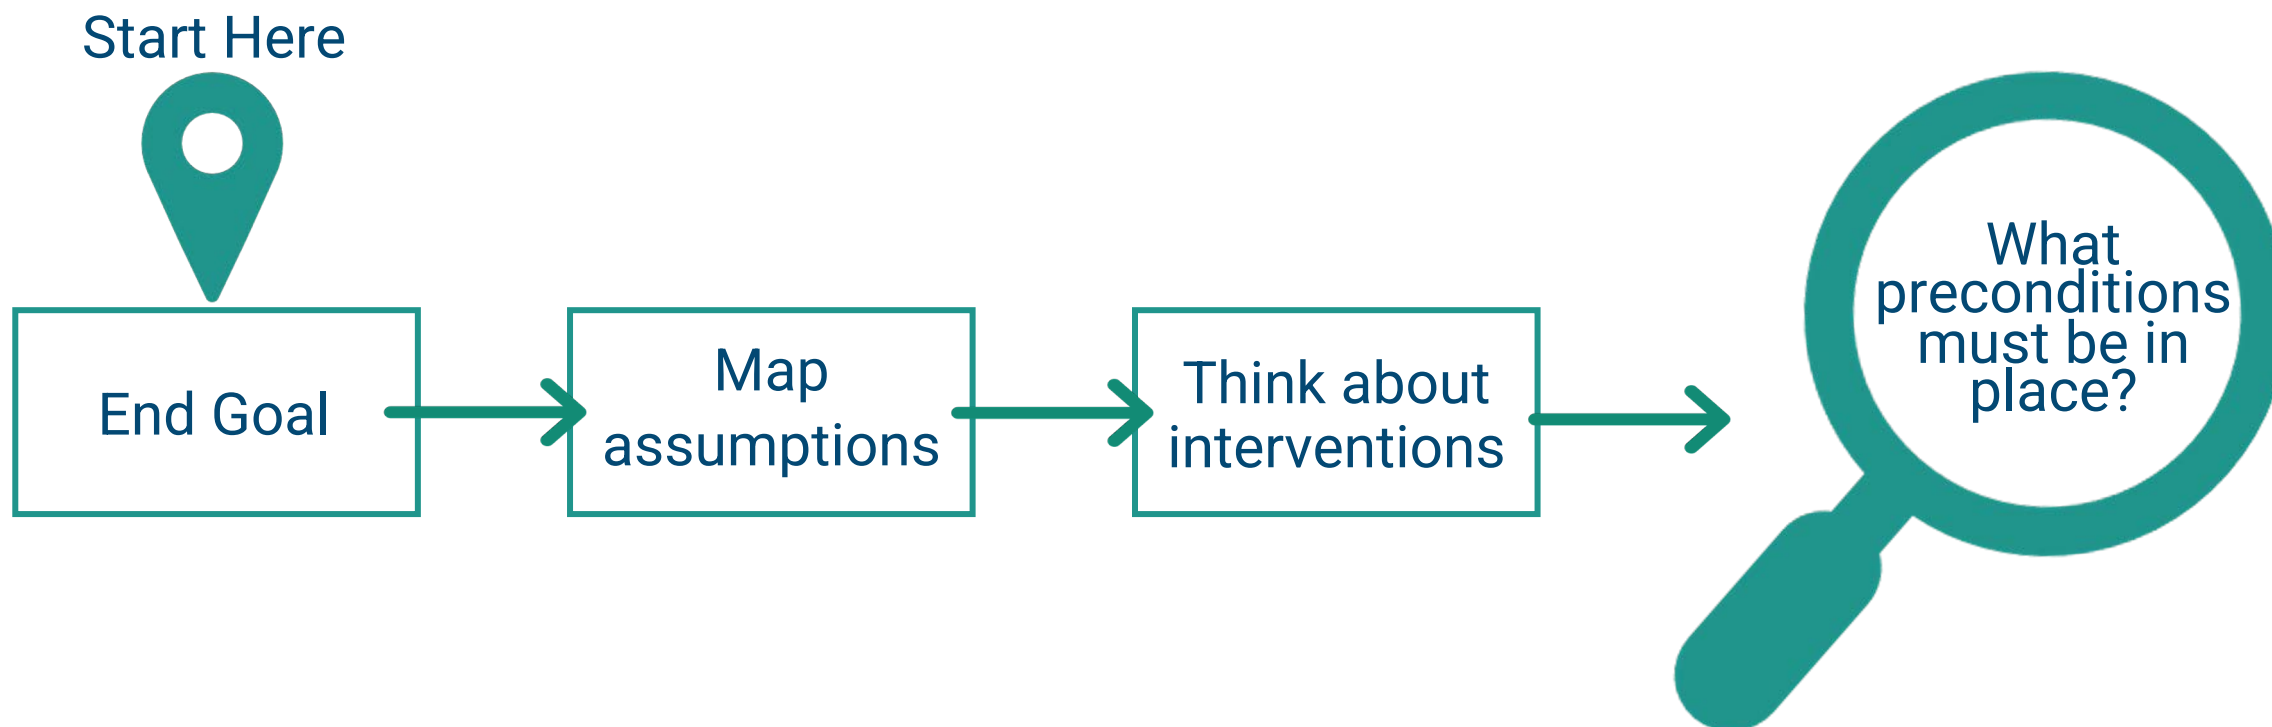 Start Here
End Goal
Map
assumptions
Think about
interventions
What
preconditions
must be in
place?